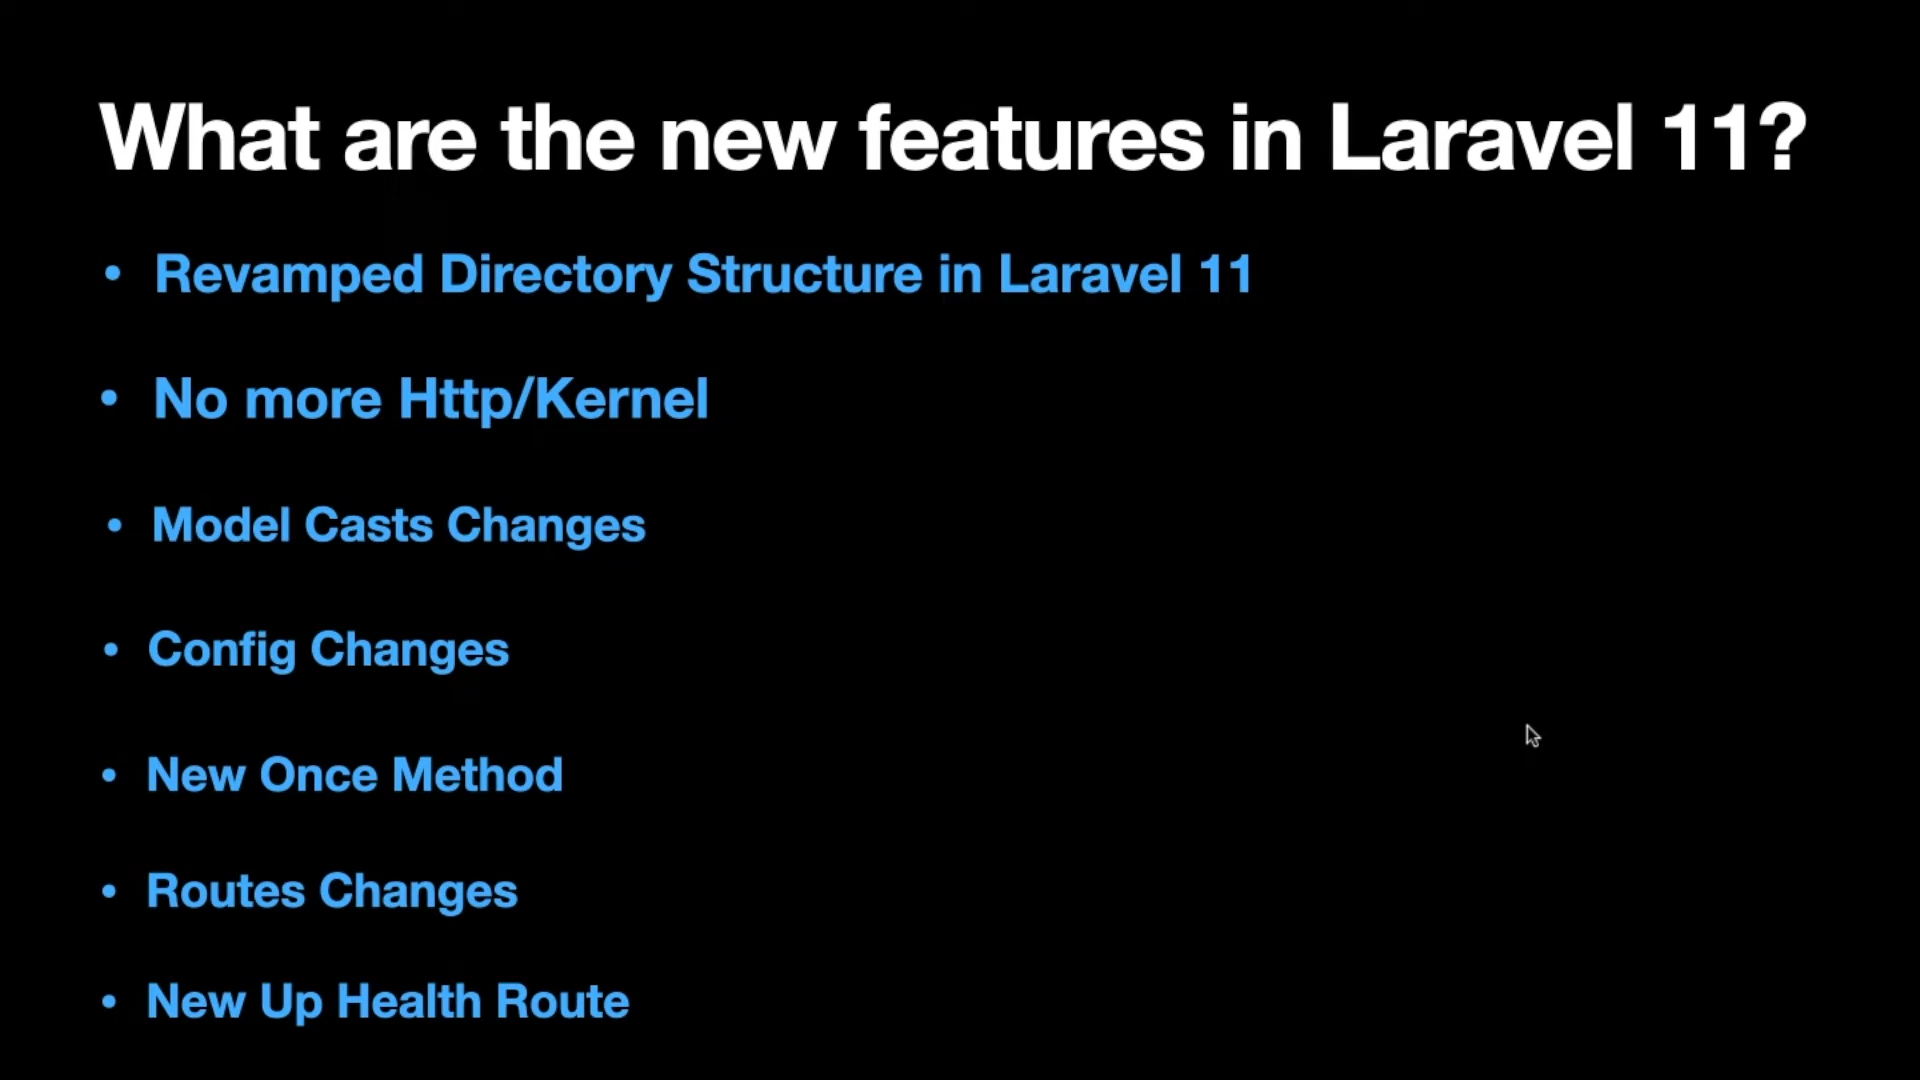 What are the new features in Laravel 11?
• Revamped Directory Structure in Laravel 11
• No more Http/Kernel
• Model Casts Changes
• Config Changes
• New Once Method
• Routes Changes
• New Up Health Route